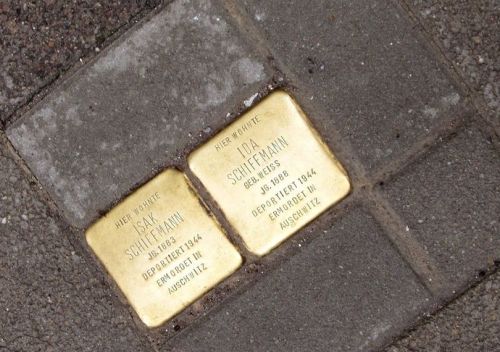 HIER WOHNTE
ISAK
SCHIFFMANN
JG. 1883
DEPORTIERT 1944
ERMORDET IN
AUSCHWITZ
HIER WOHNTE
IDA
SCHIFFMANN
GEB. WEISS
JG. 1888
DEPORTIERT 1944
ERMORDET IN
AUSCHWITZ